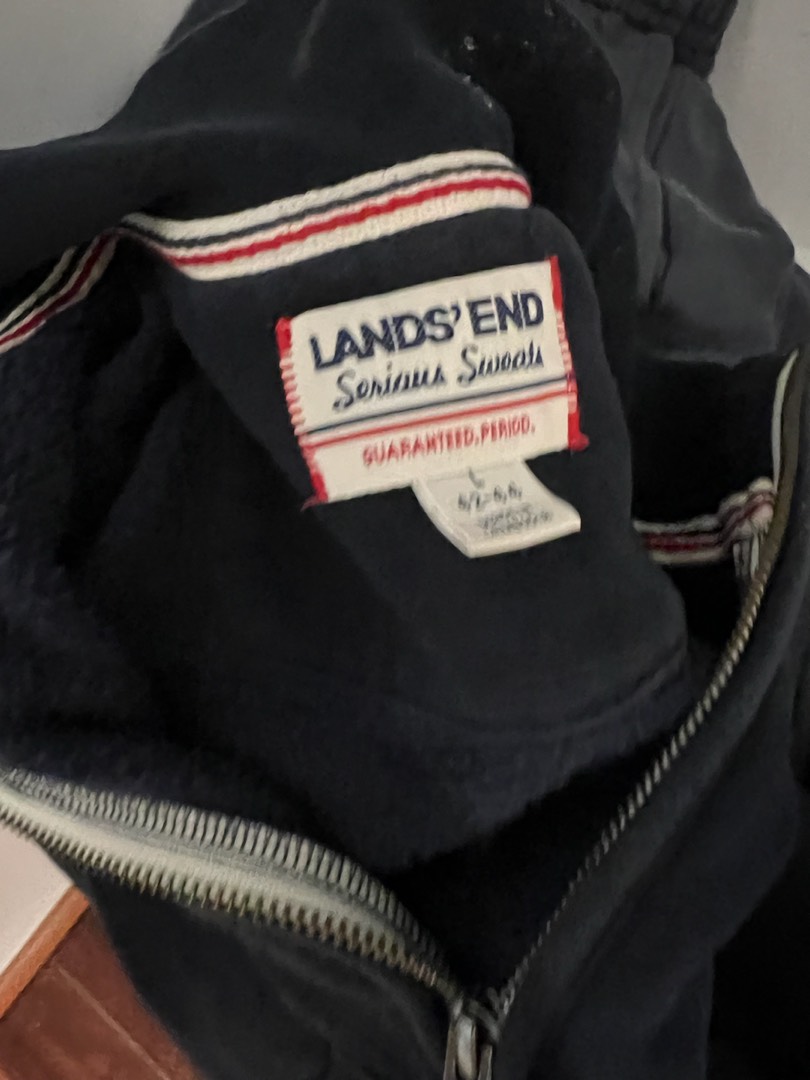 LANDS' END
Serious Sweats
GUARANTEED. PERIOD.
L